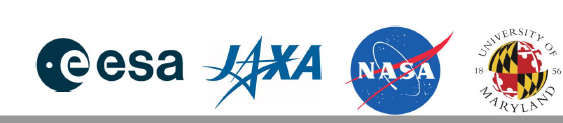 esa
JAXA
NASA
UNIVERSITY OF
18 56
MARYLAND